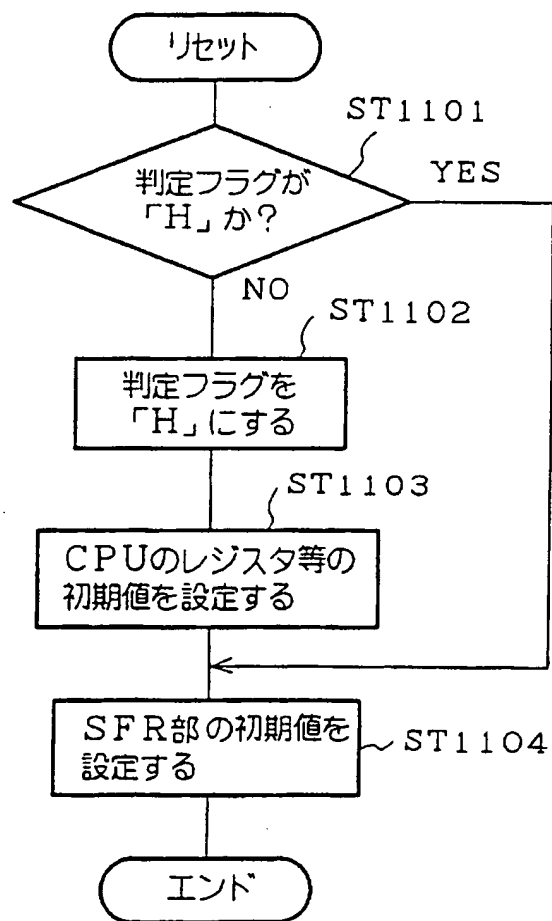 リセット
ST1101
判定フラグが
「H」か?
YES
NO
ST1102
判定フラグを
「H」にする
ST1103
CPUのレジスタ等の
初期値を設定する
SFR部の初期値を
設定する
ST1104
エンド